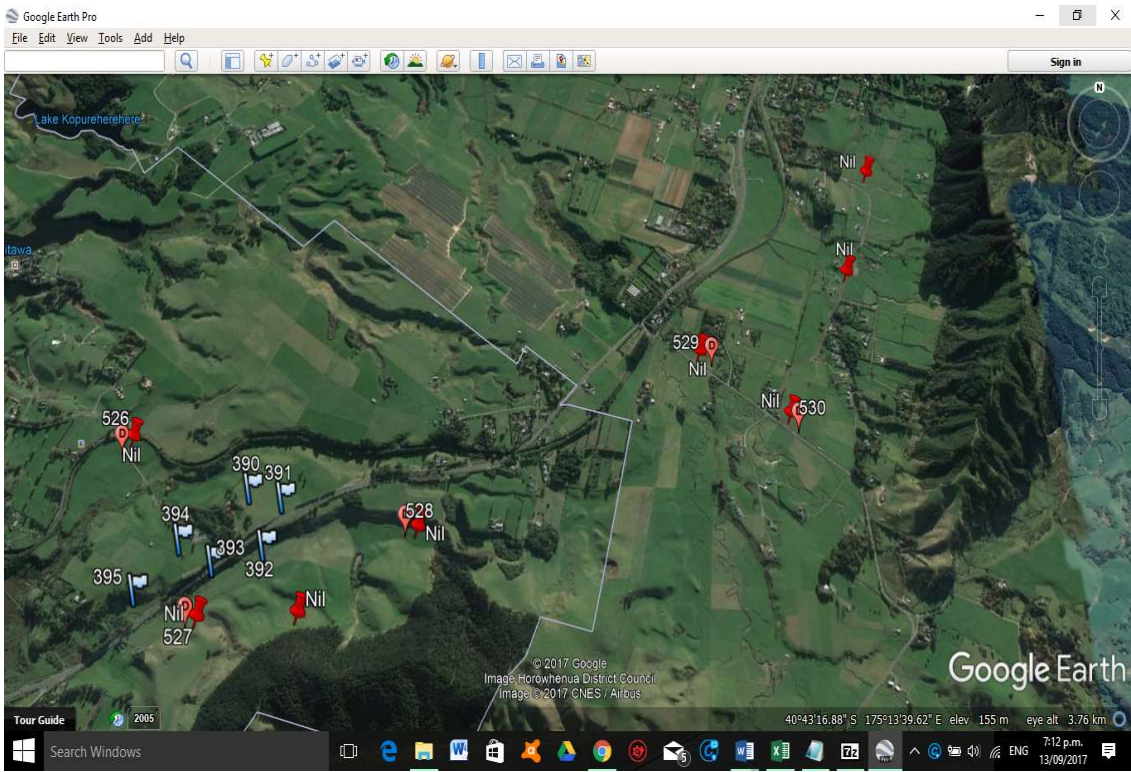 Google Earth Pro
File Edit View Tools Add Help
Sign in
N
Lake Kopureherehere
Nil
itawa
Nil
529
D
Nil
Nil
530
526
D
Nil
390
391
528
Nil
394
393
392
395
Nil
Nil
527
© 2017 Google
Image Horowhenua District Council
Image © 2017 CNES / Airbus
Google Earth
Tour Guide
2005
40°43'16.88" S 175°13'39.62" E elev 155 m eye alt 3.76 km
Search Windows
5
7z
ENG
7:12 p.m.
13/09/2017